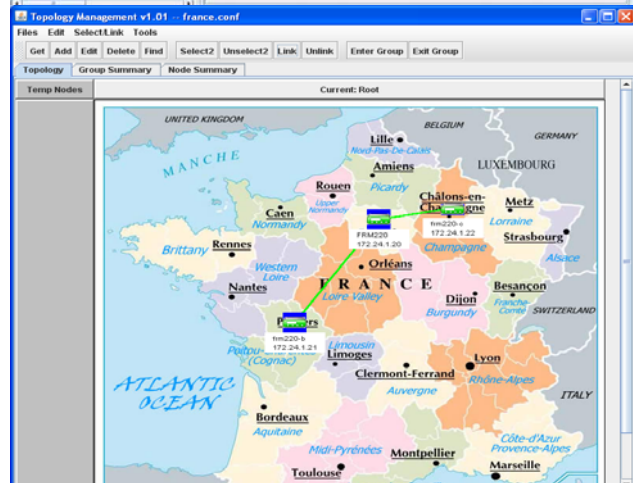 Topology Management v1.01 -- france.conf
Files Edit Select/Link Tools
Get Add Edit Delete Find Select2 Unselect2 Link Unlink Enter Group Exit Group
Topology Group Summary Node Summary
Temp Nodes Current: Root
UNITED KINGDOM
BELGIUM
GERMANY
Lille
Nord-Pas-De-Calais
MANCHE
Amiens
LUXEMBOURG
Rouen
Picardy
Upper
Normandy
Châlons-en-
Metz
Caen
Normandy
Lorraine
FRM220
172.24.1.20
frm220-c
172.24.1.22
Strasbourg
Champagne
Alsace
Brittany
Rennes
Western
Loire
Orléans
Nantes
FRANCE
Loire Valley
Besançon
Franche-
Comté
Dijon
Burgundy
SWITZERLAND
frm220-b
172.24.1.21
(Cognac)
Limousin
Limoges
Lyon
Clermont-Ferrand
Rhône-Alpes
Auvergne
ATLANTIC
OCEAN
ITALY
Bordeaux
Aquitaine
Midi-Pyrénées
Montpellier
Côte-d'Azur
Provence-Alpes
Toulouse
Marseille